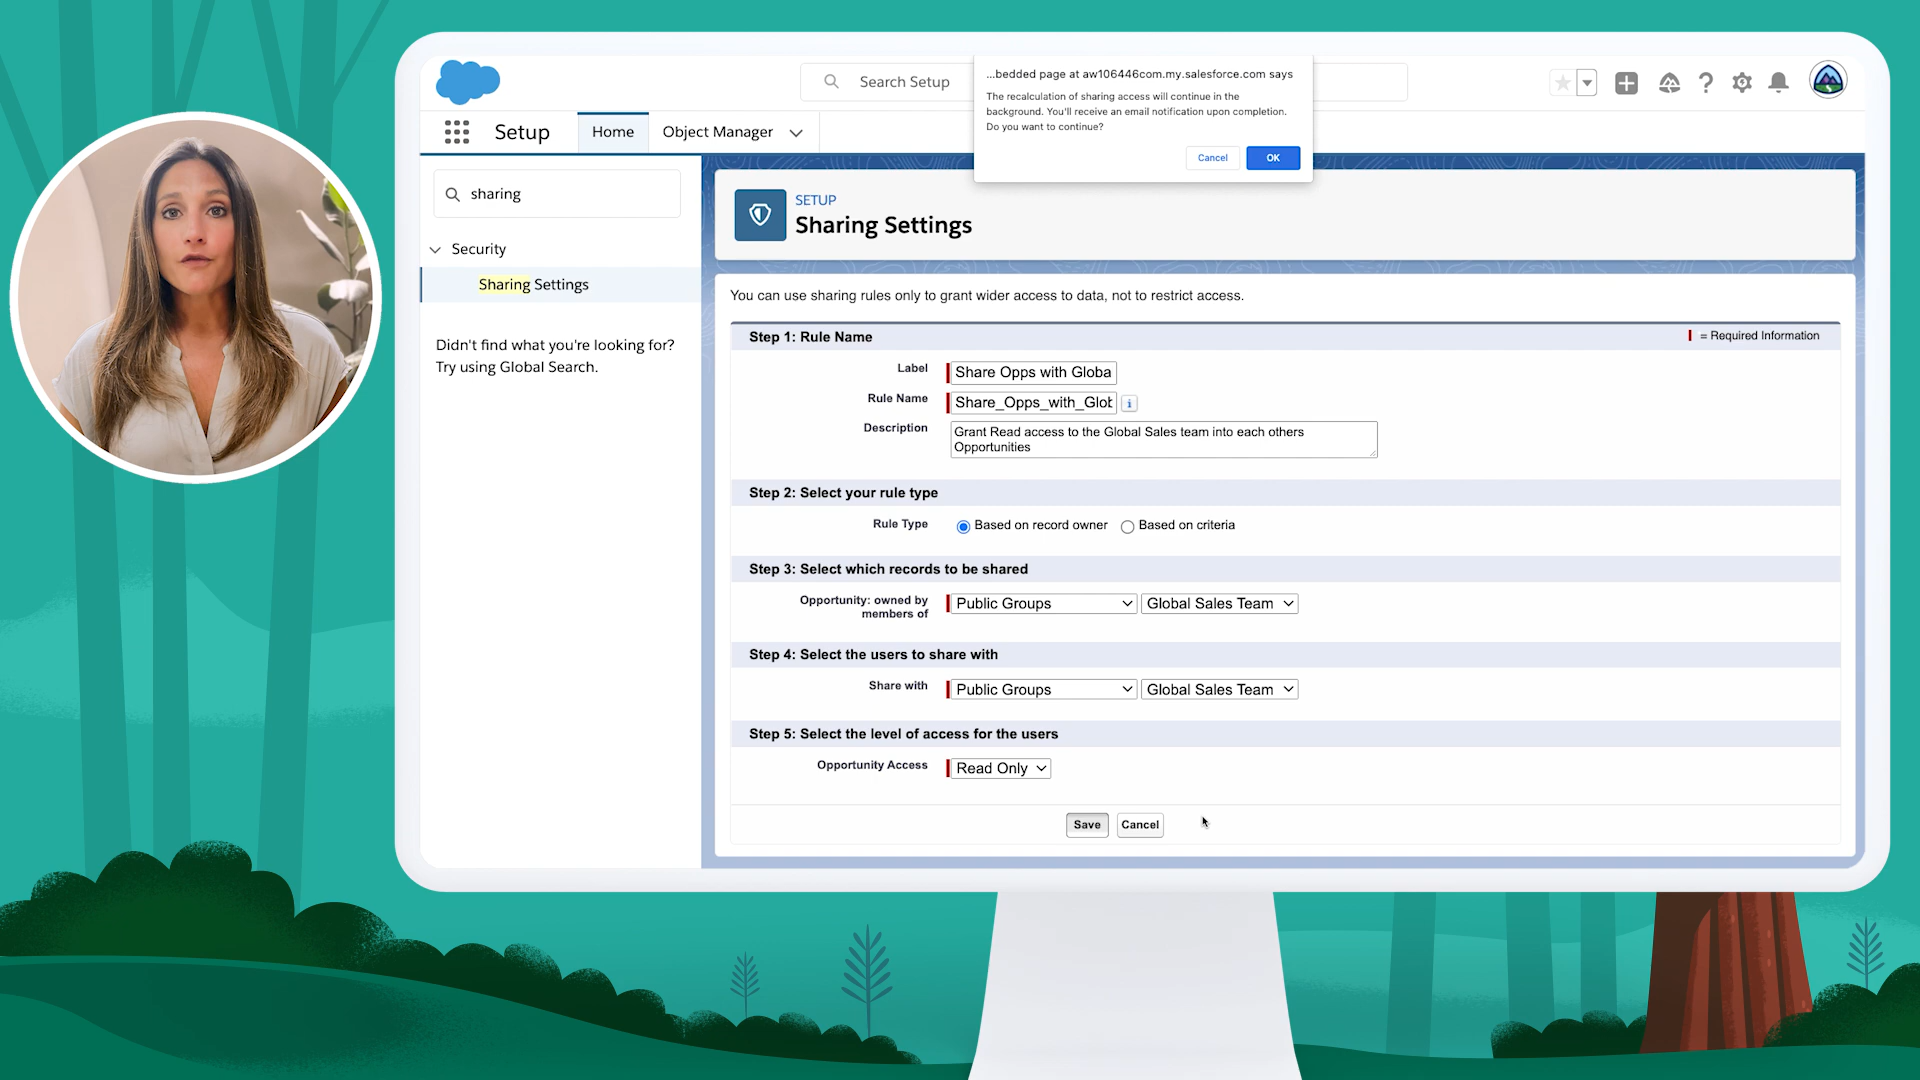 Search Setup
...bedded page at aw106446com.my.salesforce.com says
The recalculation of sharing access will continue in the
background. You'll receive an email notification upon completion.
Do you want to continue?
Cancel
OK
Setup
Home
Object Manager
sharing
Security
Sharing Settings
Didn't find what you're looking for?
Try using Global Search.
SETUP
Sharing Settings
You can use sharing rules only to grant wider access to data, not to restrict access.
Step 1: Rule Name
= Required Information
Label
Share Opps with Globa
Rule Name
Share_Opps_with_Glob
Description
Grant Read access to the Global Sales team into each others
Opportunities
Step 2: Select your rule type
Rule Type
Based on record owner
Based on criteria
Step 3: Select which records to be shared
Opportunity: owned by
members of
Public Groups
Global Sales Team
Step 4: Select the users to share with
Share with
Public Groups
Global Sales Team
Step 5: Select the level of access for the users
Opportunity Access
Read Only
Save
Cancel